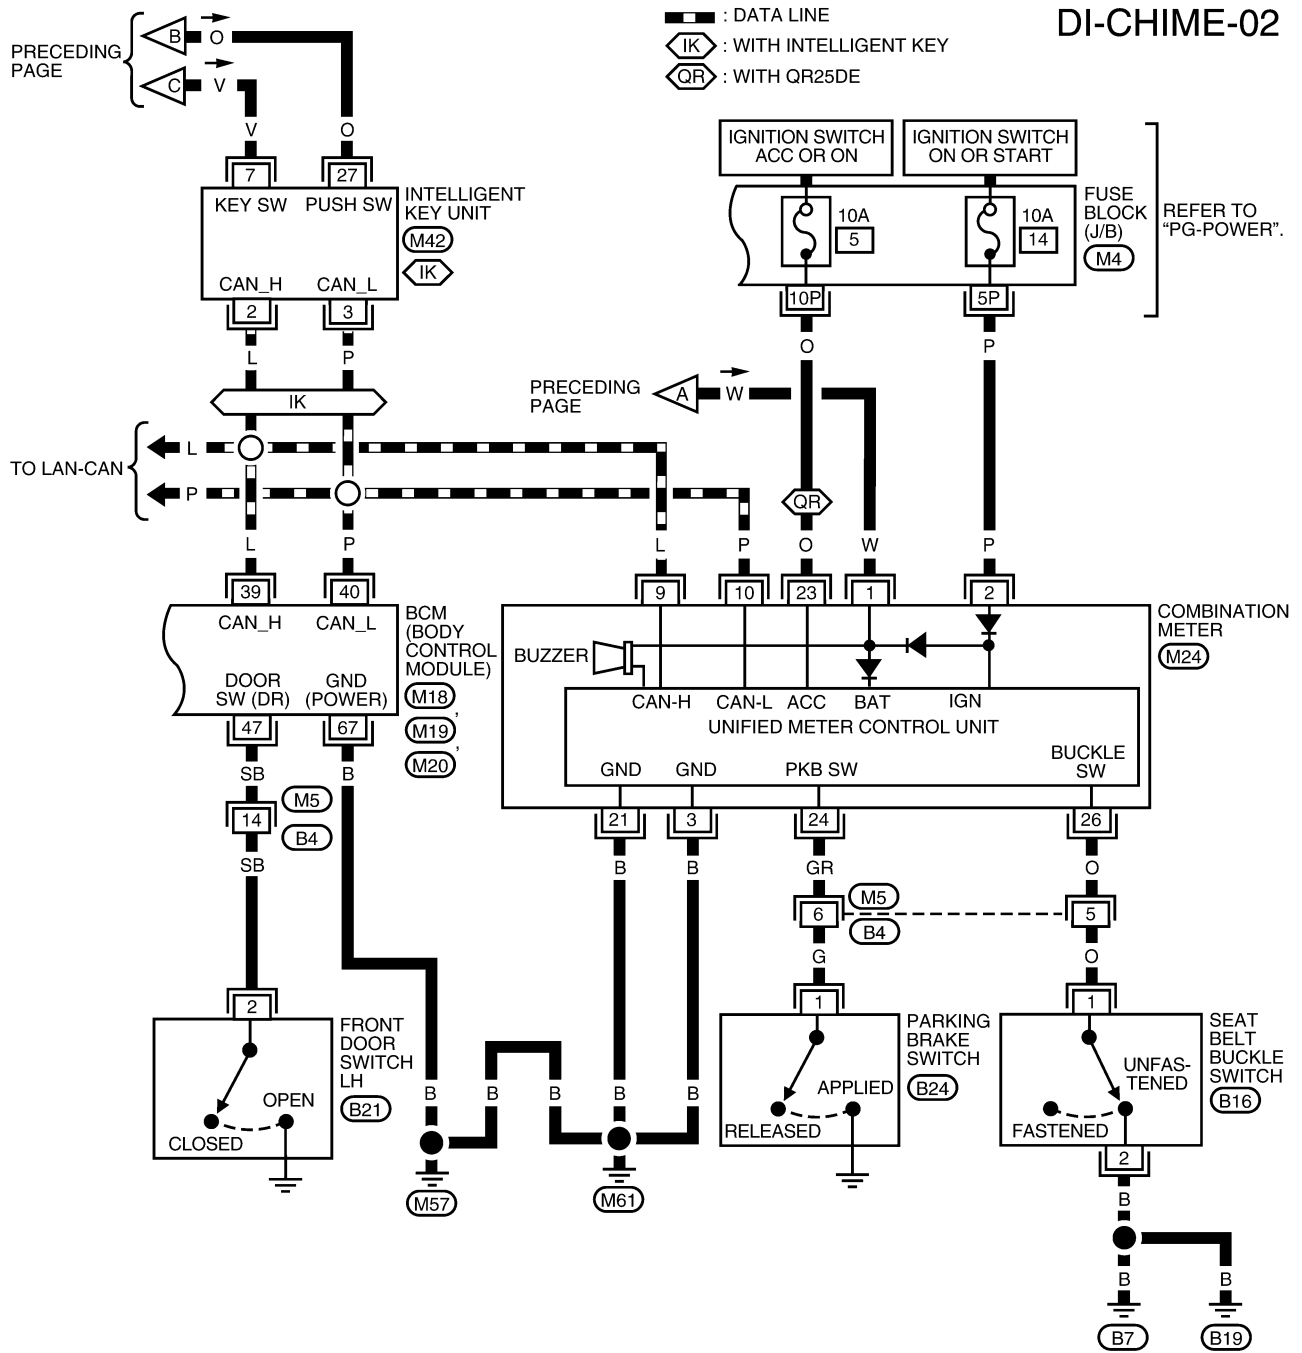 DI-CHIME-02
: DATA LINE
IK : WITH INTELLIGENT KEY
QR : WITH QR25DE
PRECEDING
PAGE
B O
C V
V O
7 27
KEY SW PUSH SW
INTELLIGENT
KEY UNIT
M42
IK
CAN_H CAN_L
2 3
L P
IK
TO LAN-CAN
L
P
L P
39 40
CAN_H CAN_L
BCM
(BODY
CONTROL
MODULE)
M18 ,
M19 ,
M20
DOOR
SW (DR)
GND
(POWER)
47 67
SB B
14
M5
B4
SB
2
FRONT
DOOR
SWITCH
LH
B21
OPEN
CLOSED
IGNITION SWITCH
ACC OR ON
IGNITION SWITCH
ON OR START
10A
5
10A
14
FUSE
BLOCK
(J/B)
M4
REFER TO
“PG-POWER”.
10P 5P
O P
PRECEDING
PAGE
A W
QR
L P O W P
9 10 23 1 2
COMBINATION
METER
M24
BUZZER
CAN-H CAN-L ACC BAT IGN
UNIFIED METER CONTROL UNIT
GND GND PKB SW
BUCKLE
SW
21 3 24 26
B B GR O
6
M5
B4
5
G O
1 1
PARKING
BRAKE
SWITCH
B24
APPLIED
RELEASED
SEAT
BELT
BUCKLE
SWITCH
B16
UNFAS-
TENED
FASTENED
2
B B B B B
M57
M61
B
B B
B7 B19